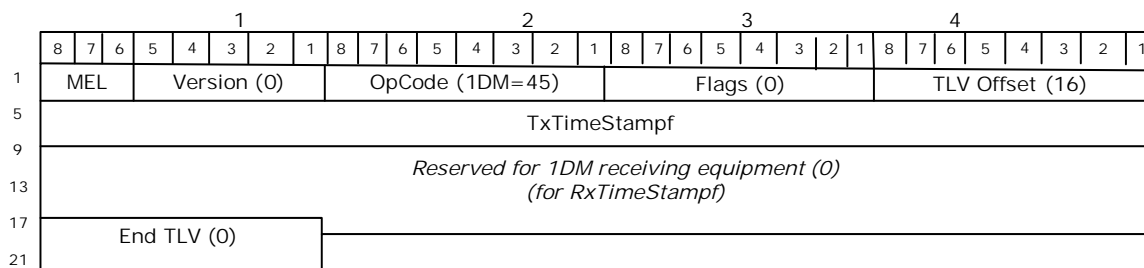 1 2 3 4
8 7 6 5 4 3 2 1 8 7 6 5 4 3 2 1 8 7 6 5 4 3 2 1 8 7 6 5 4 3 2 1
1 MEL Version (0) OpCode (1DM=45) Flags (0) TLV Offset (16)
5 TxTimeStampf
9
Reserved for 1DM receiving equipment (0)
13 (for RxTimeStampf)
17
End TLV (0)
21